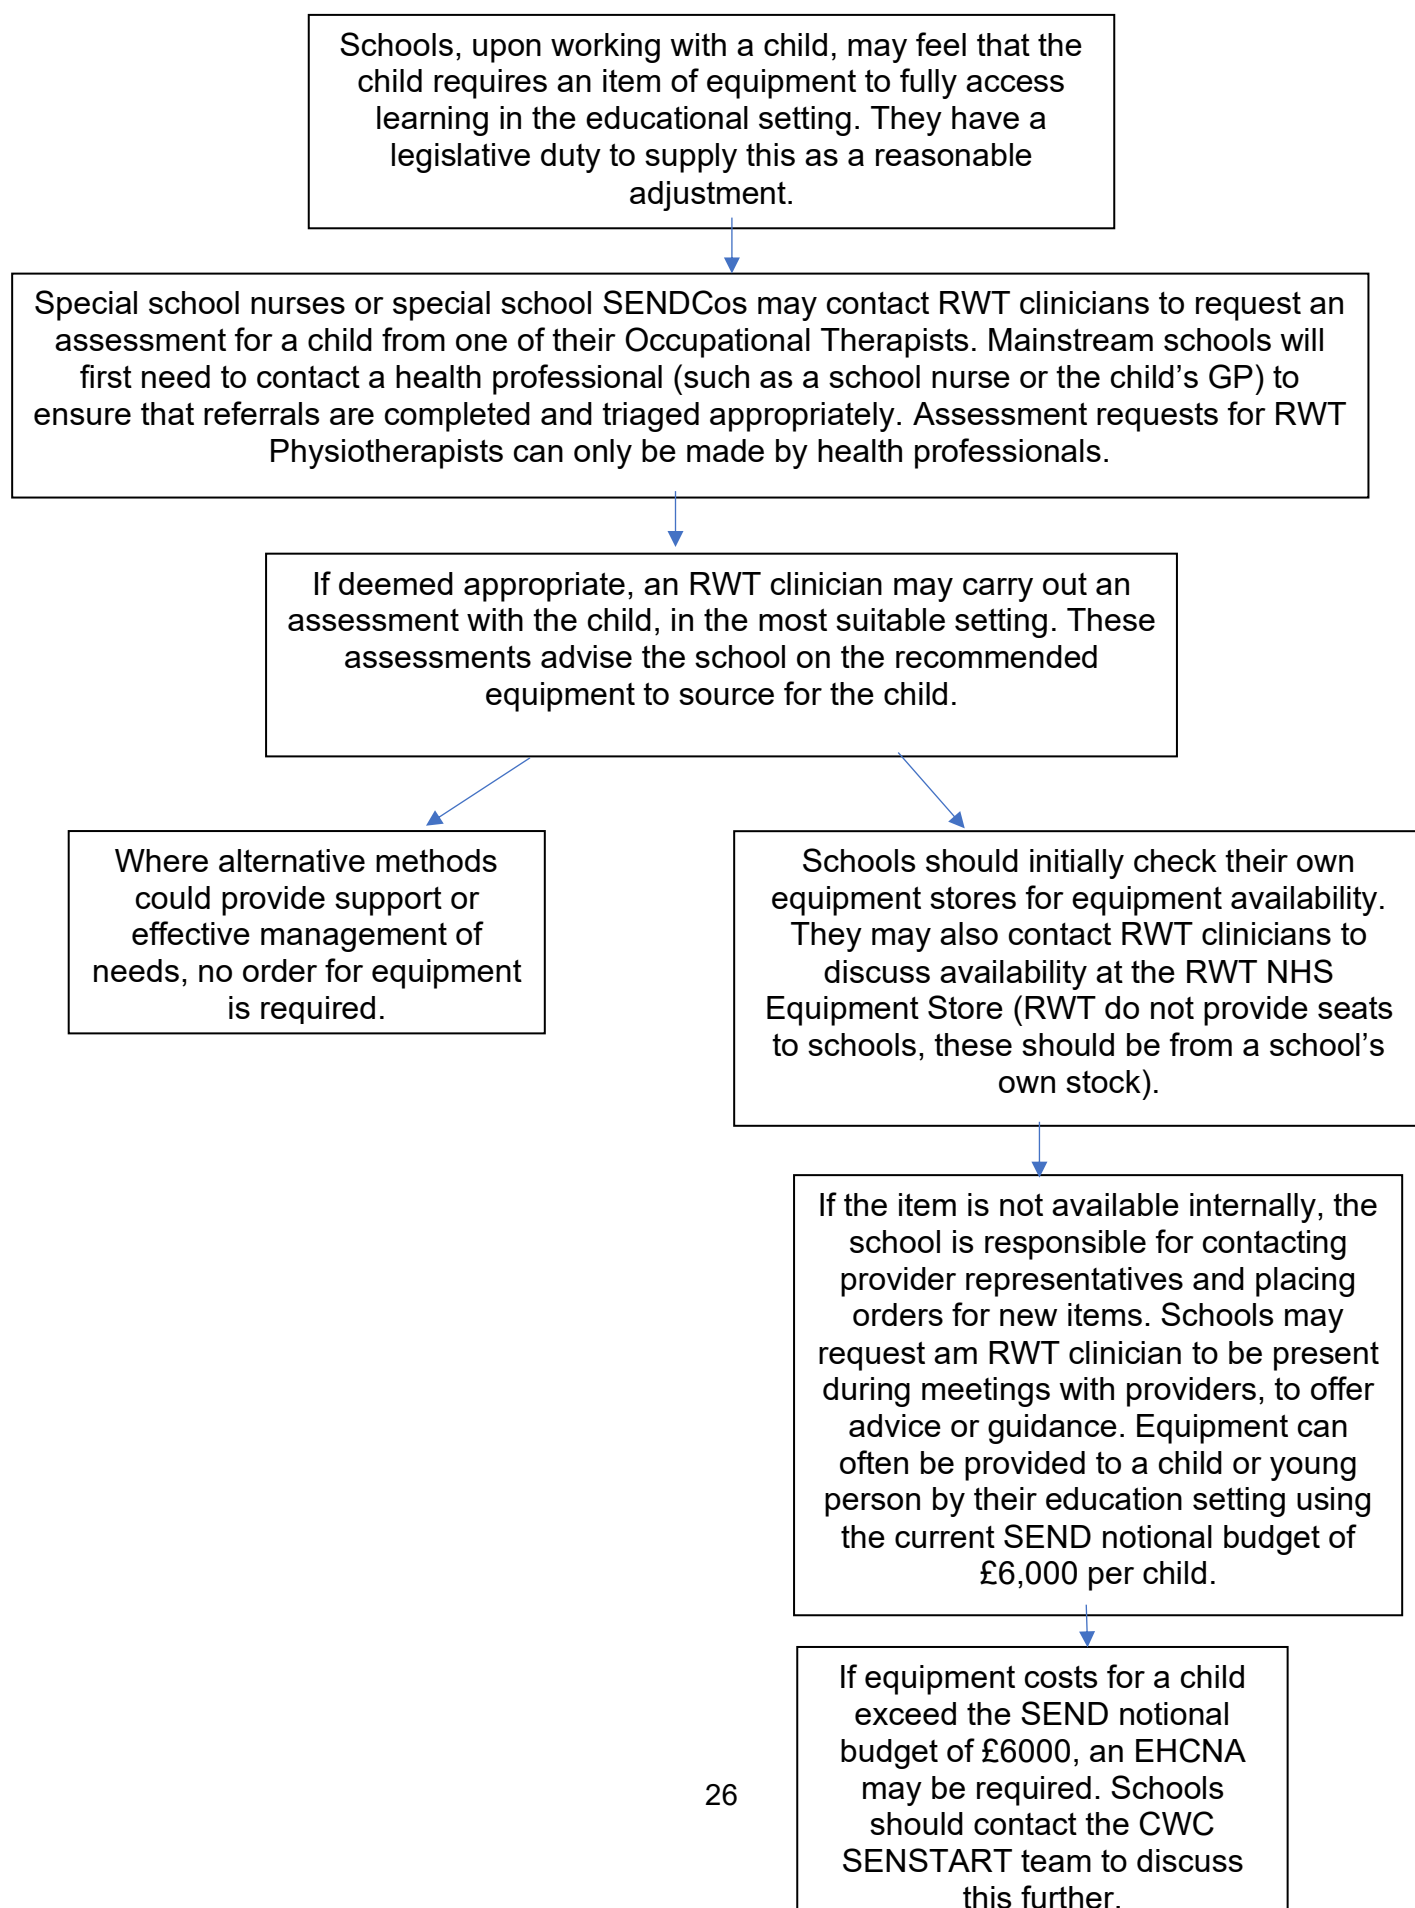 Schools, upon working with a child, may feel that the
child requires an item of equipment to fully access
learning in the educational setting. They have a
legislative duty to supply this as a reasonable
adjustment.
Special school nurses or special school SENDCos may contact RWT clinicians to request an
assessment for a child from one of their Occupational Therapists. Mainstream schools will
first need to contact a health professional (such as a school nurse or the child’s GP) to
ensure that referrals are completed and triaged appropriately. Assessment requests for RWT
Physiotherapists can only be made by health professionals.
If deemed appropriate, an RWT clinician may carry out an
assessment with the child, in the most suitable setting. These
assessments advise the school on the recommended
equipment to source for the child.
Where alternative methods
could provide support or
effective management of
needs, no order for equipment
is required.
Schools should initially check their own
equipment stores for equipment availability.
They may also contact RWT clinicians to
discuss availability at the RWT NHS
Equipment Store (RWT do not provide seats
to schools, these should be from a school’s
own stock).
If the item is not available internally, the
school is responsible for contacting
provider representatives and placing
orders for new items. Schools may
request am RWT clinician to be present
during meetings with providers, to offer
advice or guidance. Equipment can
often be provided to a child or young
person by their education setting using
the current SEND notional budget of
£6,000 per child.
If equipment costs for a child
exceed the SEND notional
budget of £6000, an EHCNA
may be required. Schools
should contact the CWC
SENSTART team to discuss
this further.
26